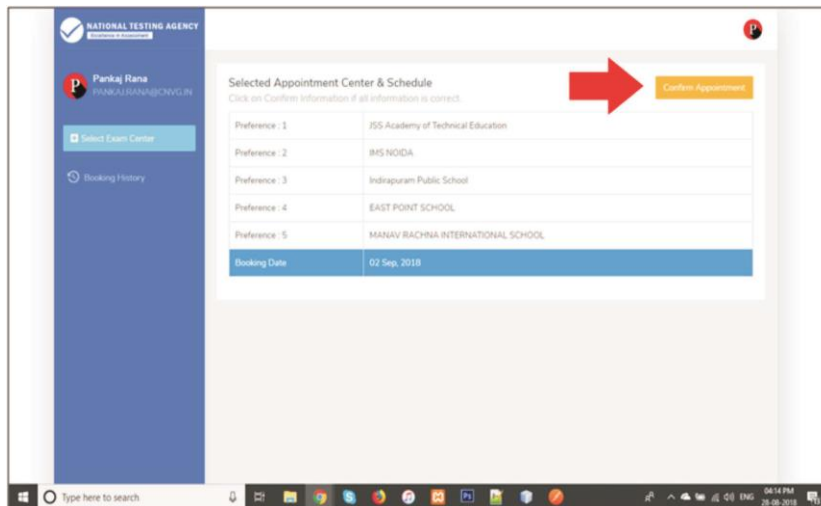 NATIONAL TESTING AGENCY
Excellence in Assessment
Pankaj Rana
PANKAJ.RANA@CNVG.IN
Select Exam Center
Booking History
Selected Appointment Center & Schedule
Click on Confirm Information if all information is correct.
Confirm Appointment
Preference : 1 JSS Academy of Technical Education
Preference : 2 IMS NOIDA
Preference : 3 Indirapuram Public School
Preference : 4 EAST POINT SCHOOL
Preference : 5 MANAV RACHNA INTERNATIONAL SCHOOL
Booking Date 02 Sep, 2018
Type here to search
ENG
04:14 PM
28-08-2018